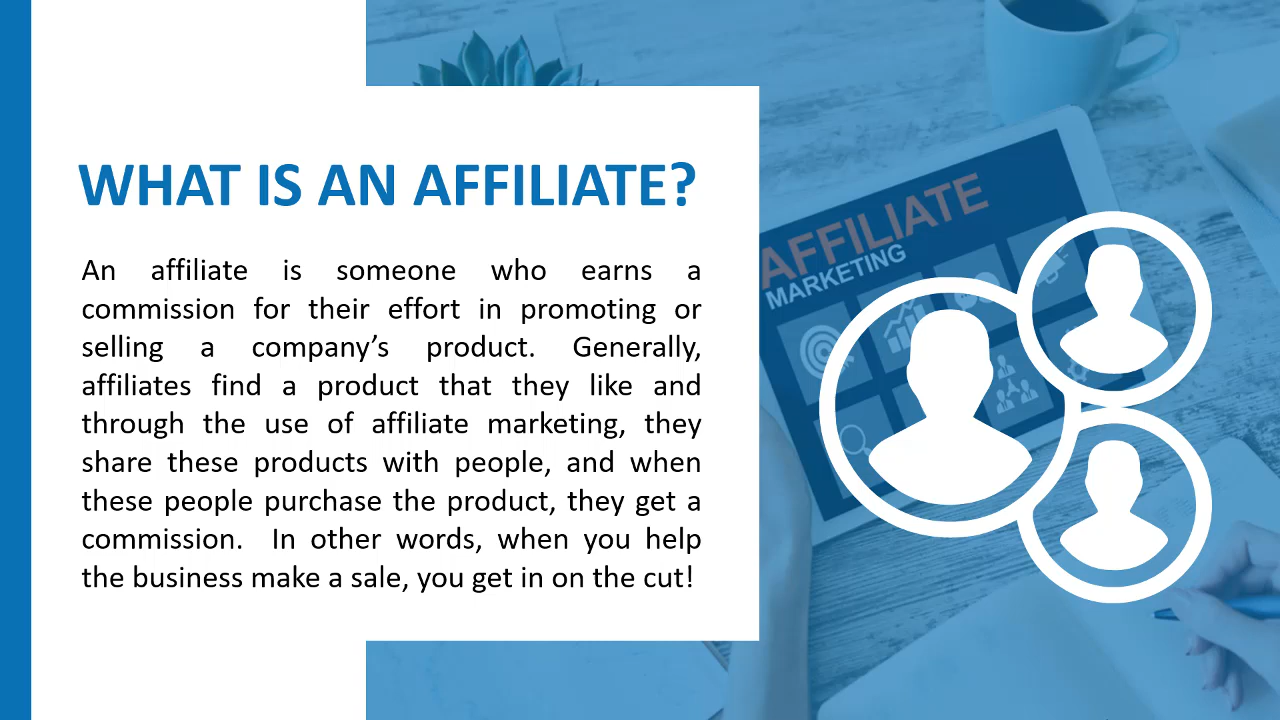 WHAT IS AN AFFILIATE?
An affiliate is someone who earns a
commission for their effort in promoting or
selling a company’s product. Generally,
affiliates find a product that they like and
through the use of affiliate marketing, they
share these products with people, and when
these people purchase the product, they get a
commission.  In other words, when you help
the business make a sale, you get in on the cut!
AFFILIATE
MARKETING